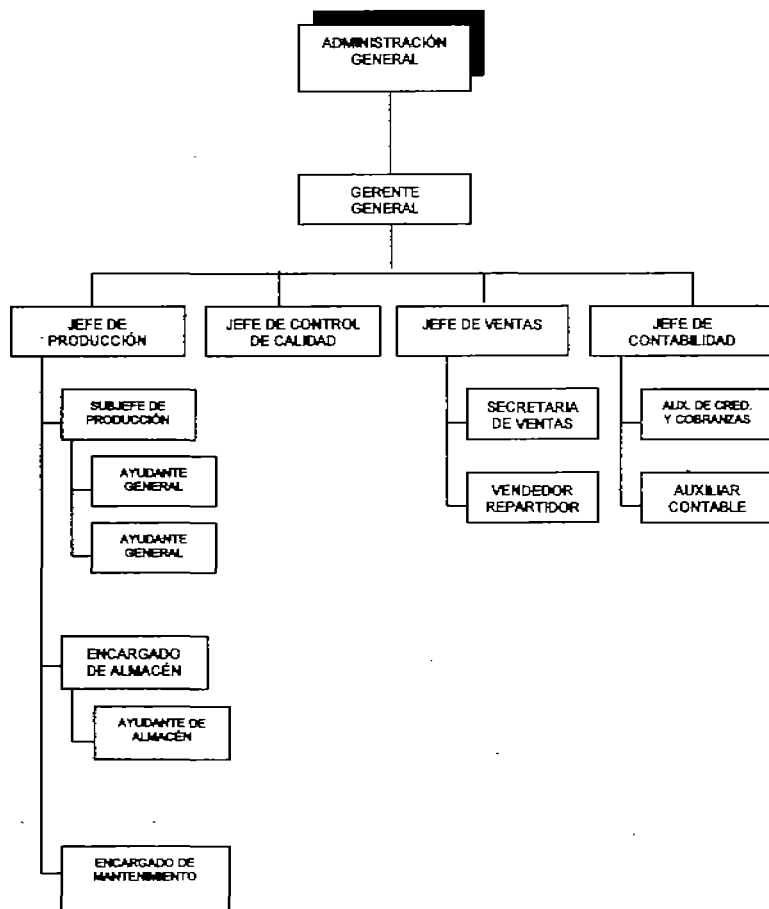 ADMINISTRACIÓN
GENERAL
GERENTE
GENERAL
JEFE DE
PRODUCCIÓN
JEFE DE CONTROL
DE CALIDAD
JEFE DE VENTAS
JEFE DE
CONTABILIDAD
SUBJEFE DE
PRODUCCIÓN
AYUDANTE
GENERAL
AYUDANTE
GENERAL
ENCARGADO
DE ALMACÉN
AYUDANTE DE
ALMACÉN
ENCARGADO DE
MANTENIMIENTO
SECRETARIA
DE VENTAS
VENDEDOR
REPARTIDOR
AUX. DE CRED.
Y COBRANZAS
AUXILIAR
CONTABLE